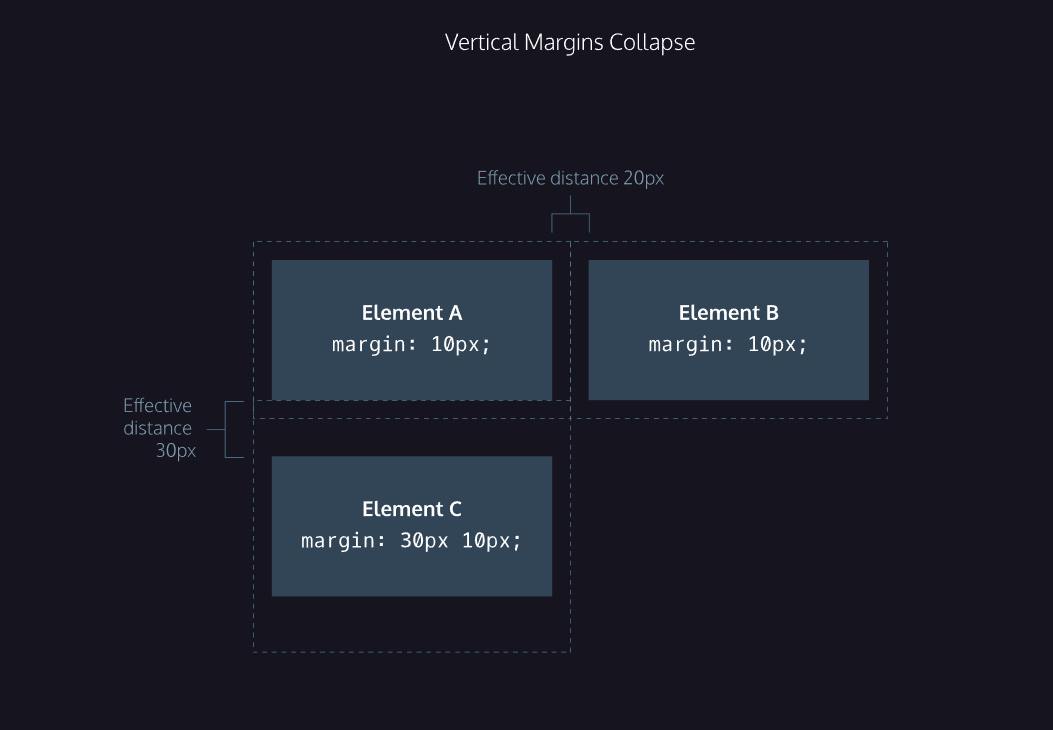 Vertical Margins Collapse
Effective distance 20px
Element A
margin: 10px;
Element B
margin: 10px;
Effective
distance
30px
Element C
margin: 30px 10px;